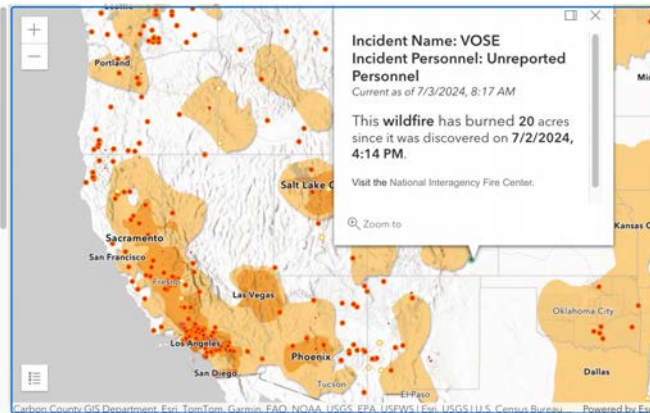 Seattle
Portland
Incident Name: VOSE
Incident Personnel: Unreported
Personnel
Current as of 7/3/2024, 8:17 AM
This wildfire has burned 20 acres
since it was discovered on 7/2/2024,
4:14 PM.
Visit the National Interagency Fire Center.
Zoom to
Salt Lake C
Mi
Kansas C
Sacramento
San Francisco
Fresno
Las Vegas
Los Angeles
San Diego
Phoenix
Tucson
El Paso
Oklahoma City
Dallas
Carbon County GIS Department, Esri, TomTom, Garmin, FAO, NOAA, USGS, EPA, USFWS | Esri, USGS | U.S. Census Bureau
Powered by Esri